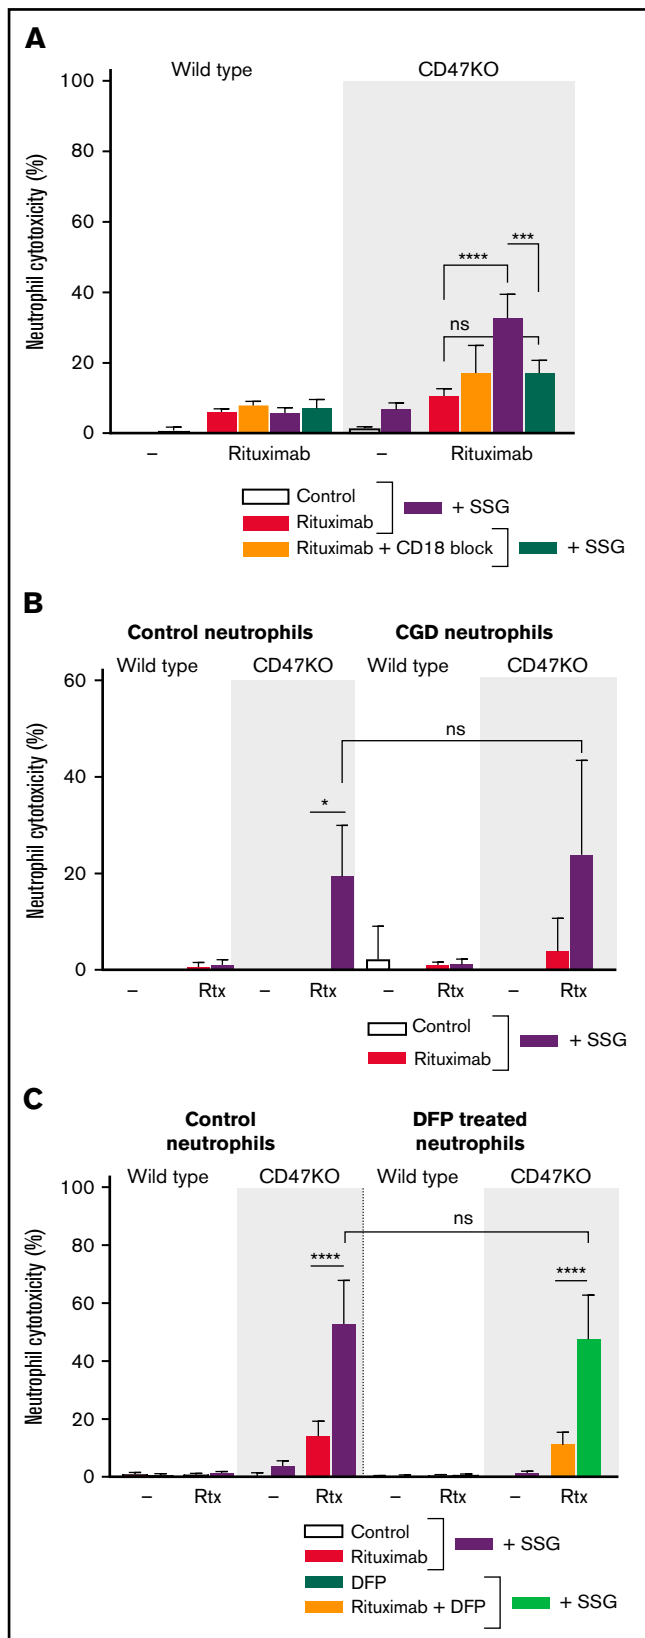 A
Wild type CD47KO
Neutrophil cytotoxicity (%)
100
80
60
40
20
0
***
****
ns
– Rituximab – Rituximab
Control
Rituximab
+ SSG
Rituximab + CD18 block
+ SSG
B
Control neutrophils CGD neutrophils
Wild type CD47KO Wild type CD47KO
Neutrophil cytotoxicity (%)
60
40
20
0
ns
*
– Rtx – Rtx – Rtx – Rtx
Control
Rituximab
+ SSG
C
Control
neutrophils
DFP treated
neutrophils
Wild type CD47KO Wild type CD47KO
Neutrophil cytotoxicity (%)
100
80
60
40
20
0
ns
**** ****
– Rtx – Rtx – Rtx – Rtx
Control
Rituximab
+ SSG
DFP
Rituximab + DFP
+ SSG